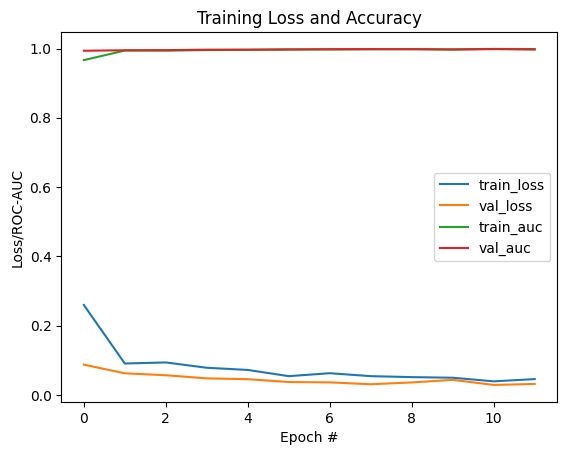 Training Loss and Accuracy
Loss/ROC-AUC
1.0
0.8
0.6
0.4
0.2
0.0
train_loss
val_loss
train_auc
val_auc
0 2 4 6 8 10
Epoch #